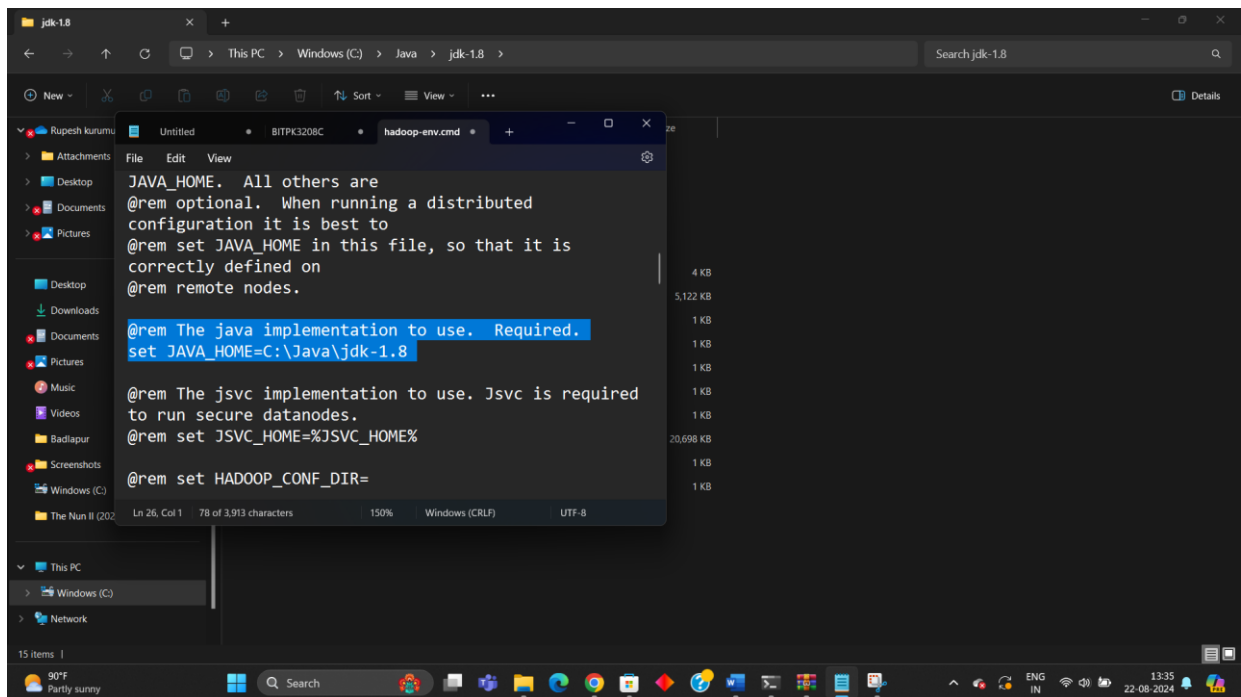 jdk-1.8
This PC > Windows (C:) > Java > jdk-1.8 >
Search jdk-1.8
New
Sort
View
Details
Rupesh kurumu
Attachments
Desktop
Documents
Pictures
Desktop
Downloads
Documents
Pictures
Music
Videos
Badlapur
Screenshots
Windows (C:)
The Nun II (202
This PC
Windows (C:)
Network
15 items
Untitled
BITPK3208C
hadoop-env.cmd
File Edit View
JAVA_HOME.  All others are
@rem optional.  When running a distributed
configuration it is best to
@rem set JAVA_HOME in this file, so that it is
correctly defined on
@rem remote nodes.
@rem The java implementation to use.  Required.
set JAVA_HOME=C:\Java\jdk-1.8
@rem The jsvc implementation to use. Jsvc is required
to run secure datanodes.
@rem set JSVC_HOME=%JSVC_HOME%
@rem set HADOOP_CONF_DIR=
Ln 26, Col 1 78 of 3,913 characters 150% Windows (CRLF) UTF-8
ze
4 KB
5,122 KB
1 KB
1 KB
1 KB
1 KB
1 KB
20,698 KB
1 KB
1 KB
90°F
Partly sunny
Search
ENG
IN
13:35
22-08-2024